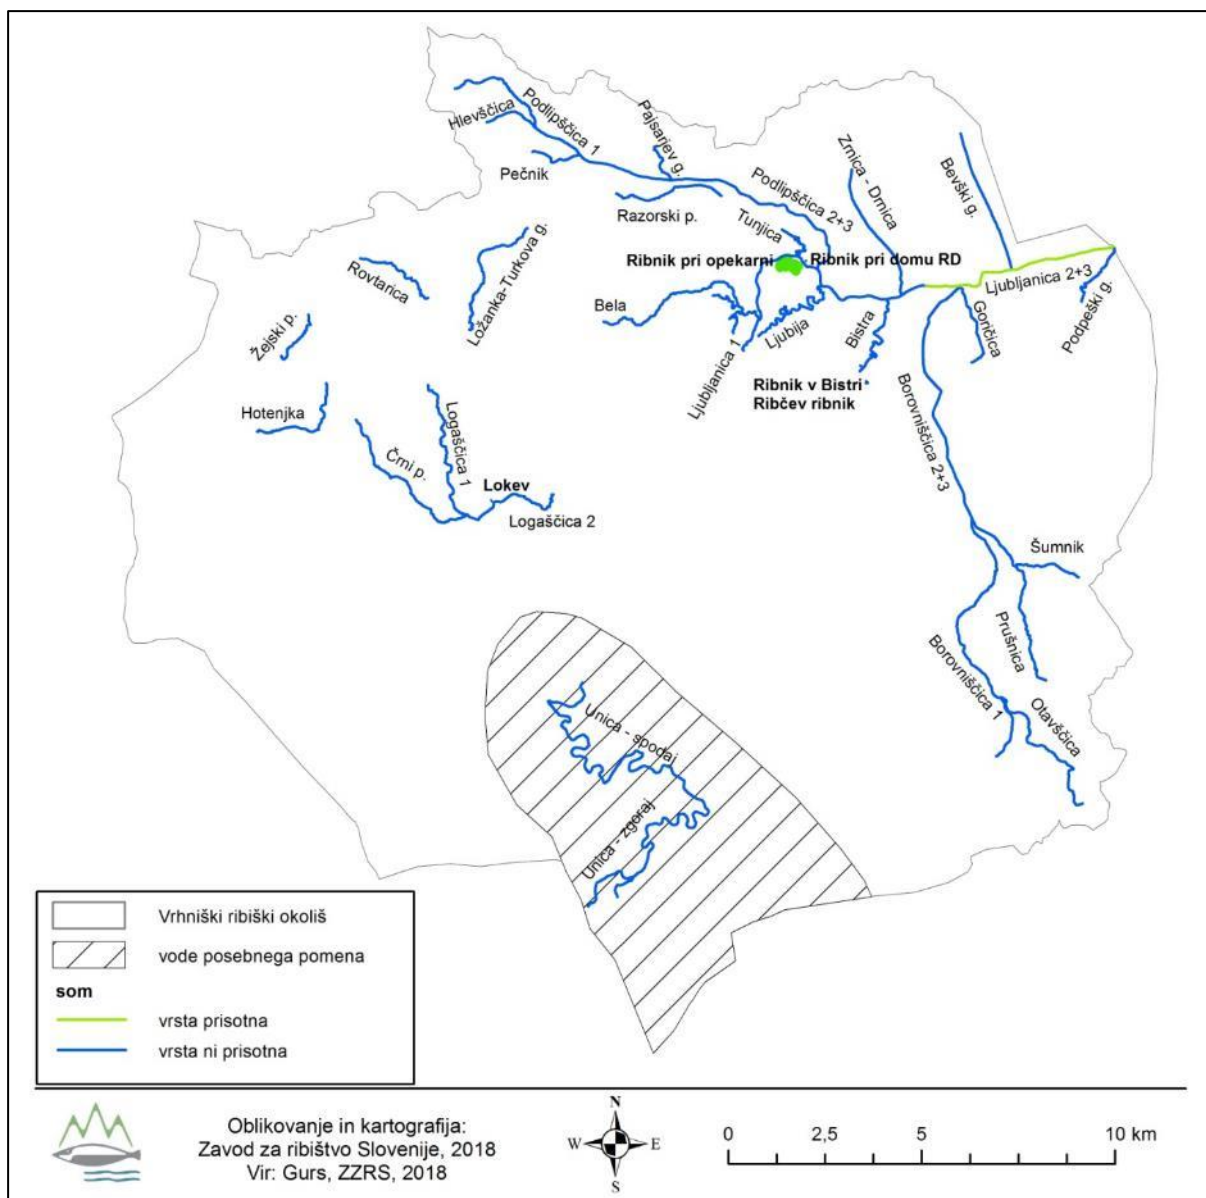 Hlevščica
Podlipščica 1
Pajsarjev g.
Pečnik
Razorski p.
Podlipščica 2+3
Tunjica
Zrnica - Drnica
Bevški g.
Rovtarica
Ložanka-Turkova g.
Ribnik pri opekarni
Ribnik pri domu RD
Bela
Ljubija
Ljubljanica 1
Bistra
Ljubljanica 2+3
Goričica
Podpeški g.
Žejski p.
Hotenjka
Ribnik v Bistri
Ribčev ribnik
Borovniščica 2+3
Črni p.
Logaščica 1
Lokev
Logaščica 2
Šumnik
Prušnica
Borovniščica 1
Otavščica
Unica - spodaj
Unica - zgoraj
Vrhniški ribiški okoliš
vode posebnega pomena
som
vrsta prisotna
vrsta ni prisotna
Oblikovanje in kartografija:
Zavod za ribištvo Slovenije, 2018
Vir: Gurs, ZZRS, 2018
N
W E
S
0 2,5 5 10 km